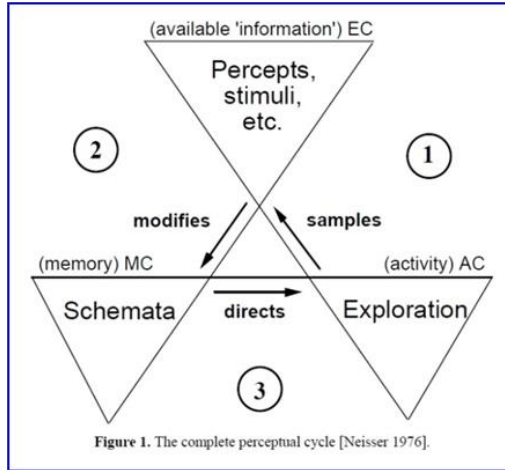 (available 'information') EC
Percepts,
stimuli,
etc.
2
1
modifies
samples
(memory) MC
(activity) AC
Schemata
directs
Exploration
3
Figure 1. The complete perceptual cycle [Neisser 1976].